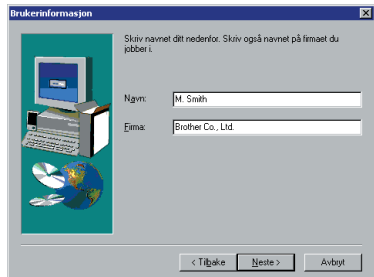 Brukerinformasjon
Skriv navnet ditt nedenfor. Skriv også navnet på firmaet du
jobber i.
Navn:
M. Smith
Firma:
Brother Co., Ltd.
< Tilbake
Neste >
Avbryt